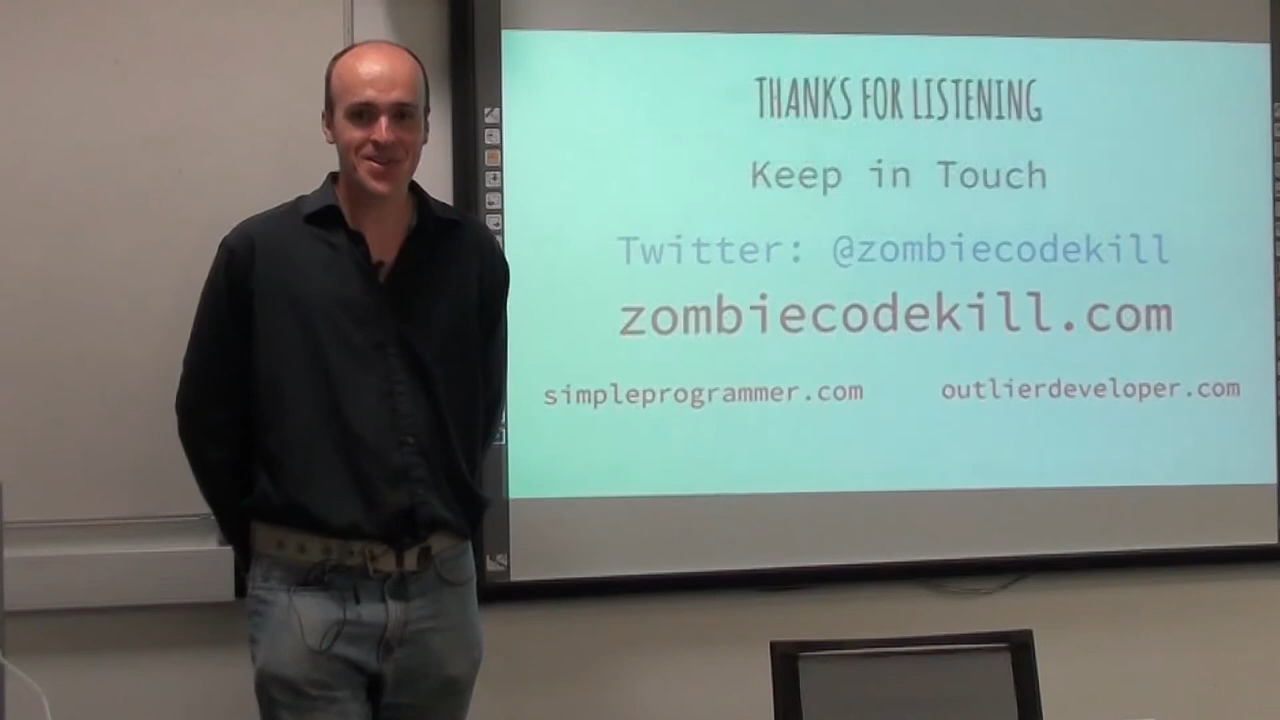 THANKS FOR LISTENING
Keep in Touch
Twitter: @zombiecodekill
zombiecodekill.com
simpleprogrammer.com outlierdeveloper.com